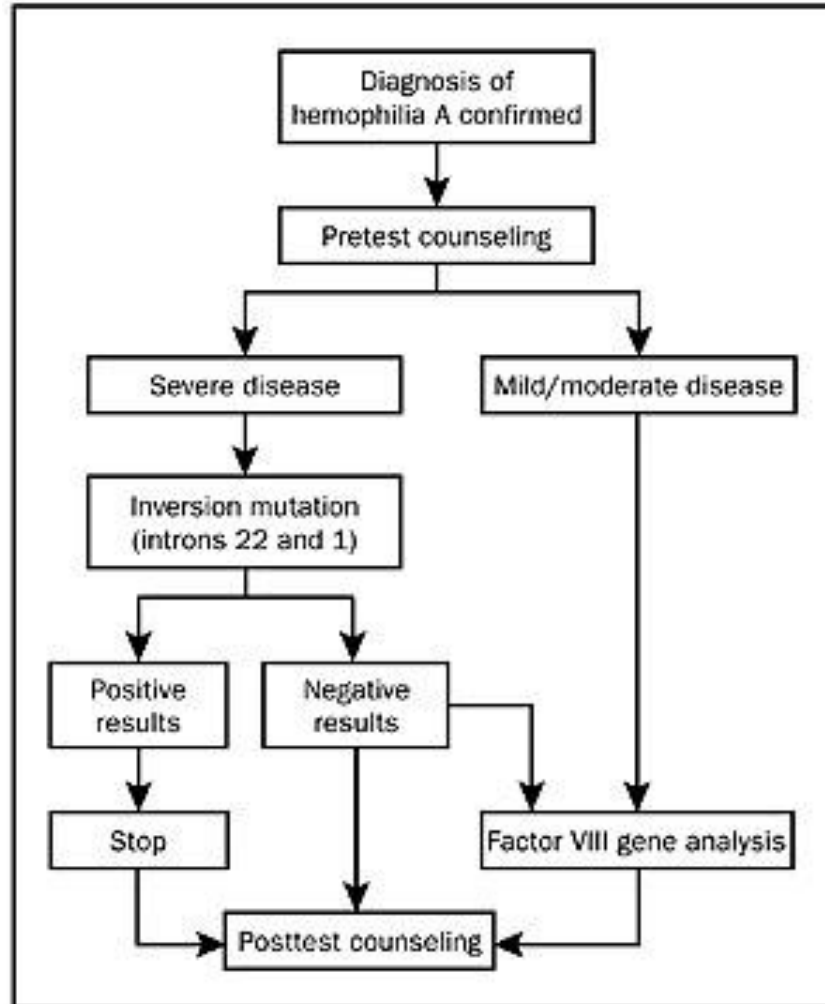 Diagnosis of
hemophilia A confirmed
Pretest counseling
Severe disease
Mild/moderate disease
Inversion mutation
(introns 22 and 1)
Positive
results
Negative
results
Stop
Factor VIII gene analysis
Posttest counseling